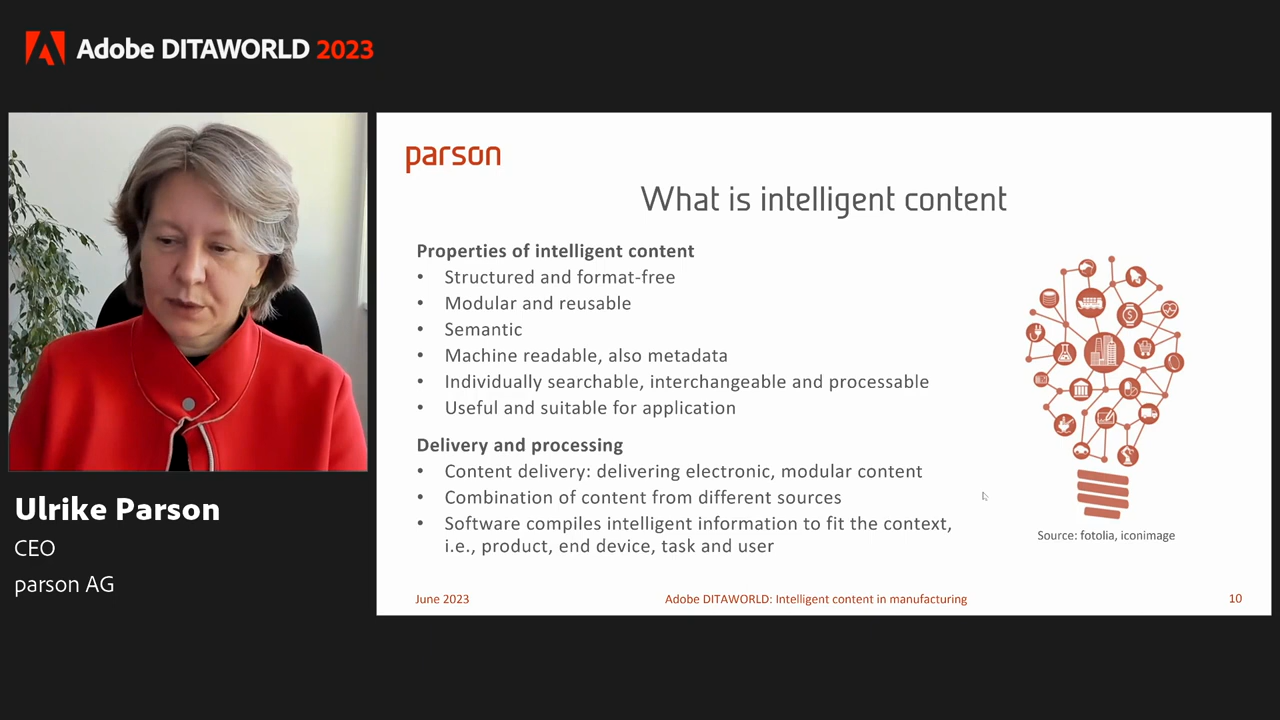 Adobe DITAWORLD 2023
parson
What is intelligent content
Properties of intelligent content
• Structured and format-free
• Modular and reusable
• Semantic
• Machine readable, also metadata
• Individually searchable, interchangeable and processable
• Useful and suitable for application
Delivery and processing
• Content delivery: delivering electronic, modular content
• Combination of content from different sources
• Software compiles intelligent information to fit the context,
i.e., product, end device, task and user
Source: fotolia, iconimage
June 2023
Adobe DITAWORLD: Intelligent content in manufacturing
10
Ulrike Parson
CEO
parson AG